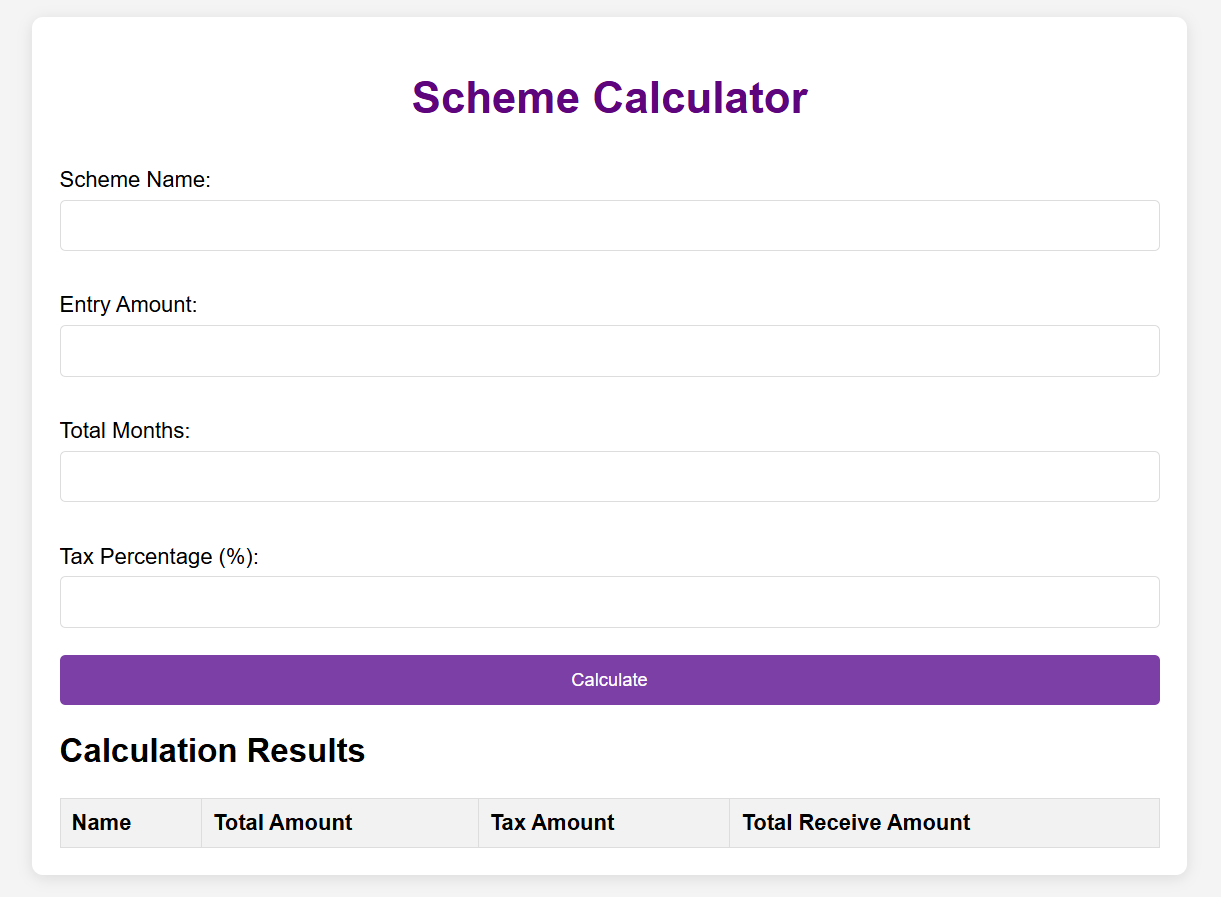 Scheme Calculator
Scheme Name:
Entry Amount:
Total Months:
Tax Percentage (%):
Calculate
Calculation Results
Name Total Amount Tax Amount Total Receive Amount